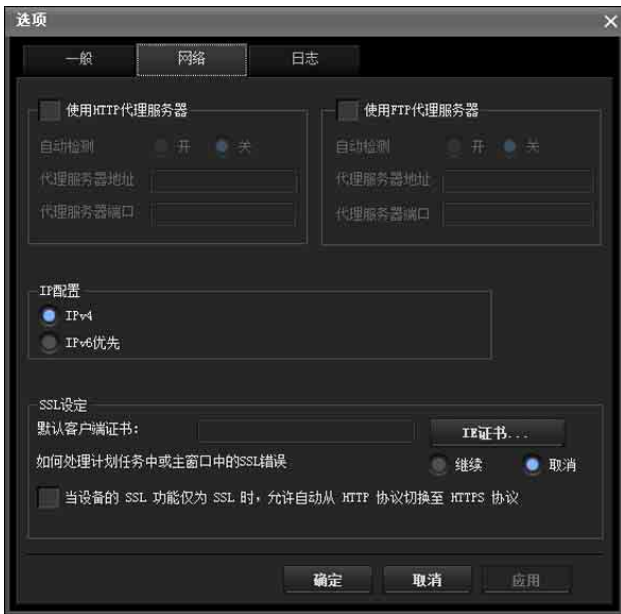 选项
一般 网络 日志
使用HTTP代理服务器
自动检测 开 关
代理服务器地址
代理服务器端口
使用FTP代理服务器
自动检测 开 关
代理服务器地址
代理服务器端口
IP配置
IPv4
IPv6优先
SSL设定
默认客户端证书: IE证书...
如何处理计划任务中或主窗口中的SSL错误 继续 取消
当设备的 SSL 功能仅为 SSL 时,允许自动从 HTTP 协议切换至 HTTPS 协议
确定 取消 应用